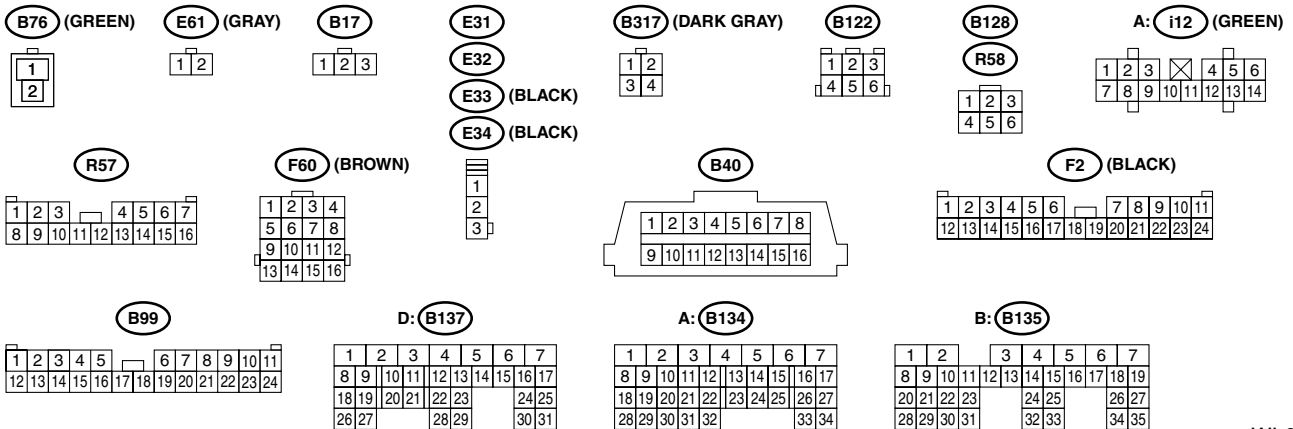 B76 (GREEN) E61 (GRAY) B17 E31 B317 (DARK GRAY) B122 B128 A: i12 (GREEN)
E32 R58
E33 (BLACK)
E34 (BLACK)
1
2
1 2
1 2 3
1 2
3 4
1 2 3
4 5 6
1 2 3
4 5 6
1 2 3 4 5 6
7 8 9 10 11 12 13 14
R57 F60 (BROWN) B40 F2 (BLACK)
1 2 3 4 5 6 7
8 9 10 11 12 13 14 15 16
1 2 3 4
5 6 7 8
9 10 11 12
13 14 15 16
1
2
3
1 2 3 4 5 6 7 8
9 10 11 12 13 14 15 16
1 2 3 4 5 6 7 8 9 10 11
12 13 14 15 16 17 18 19 20 21 22 23 24
B99 D: B137 A: B134 B: B135
1 2 3 4 5 6 7 8 9 10 11
12 13 14 15 16 17 18 19 20 21 22 23 24
1 2 3 4 5 6 7
8 9 10 11 12 13 14 15 16 17
18 19 20 21 22 23 24 25
26 27 28 29 30 31
1 2 3 4 5 6 7
8 9 10 11 12 13 14 15 16 17
18 19 20 21 22 23 24 25 26 27
28 29 30 31 32 33 34
1 2 3 4 5 6 7
8 9 10 11 12 13 14 15 16 17 18 19
20 21 22 23 24 25 26 27
28 29 30 31 32 33 34 35